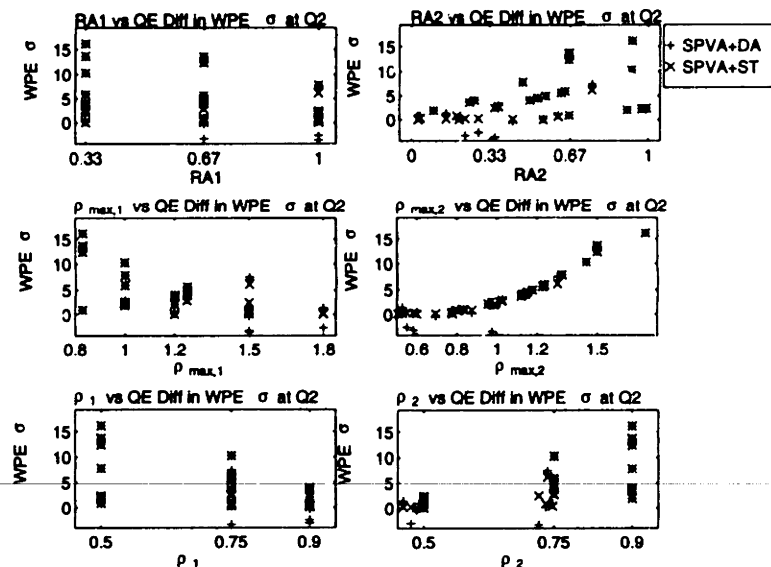 RA1 vs QE Diff in WPE σ at Q2
WPE σ
15
10
5
0
0.33
0.67
1
RA1
RA2 vs QE Diff in WPE σ at Q2
WPE σ
15
10
5
0
0
0.33
0.67
1
RA2
+ SPVA+DA
× SPVA+ST
ρ max,1 vs QE Diff in WPE σ at Q2
WPE σ
15
10
5
0
0.8
1
1.2
1.5
1.8
ρ max,1
ρ max,2 vs QE Diff in WPE σ at Q2
WPE σ
15
10
5
0
0.6
0.8
1.2
1.5
ρ max,2
ρ 1 vs QE Diff in WPE σ at Q2
WPE σ
15
10
5
0
0.5
0.75
0.9
ρ 1
ρ 2 vs QE Diff in WPE σ at Q2
WPE σ
15
10
5
0
0.5
0.75
0.9
ρ 2